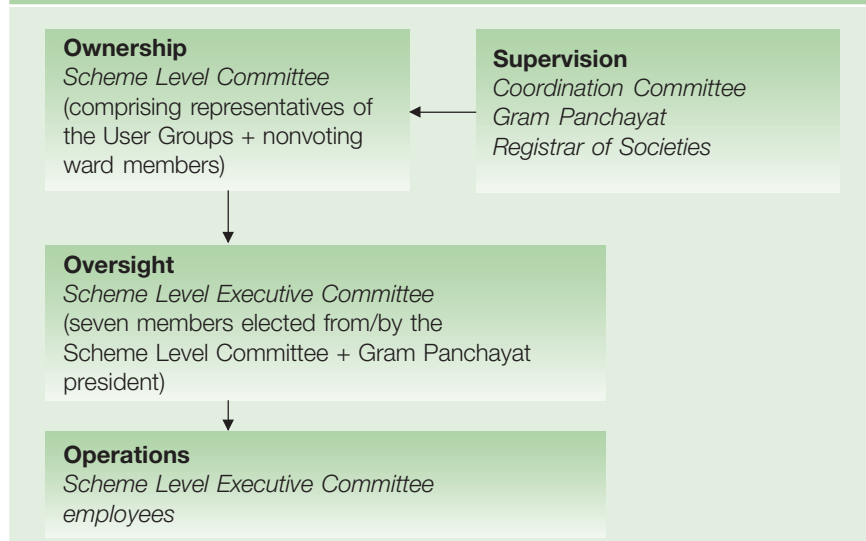 Ownership
Scheme Level Committee
(comprising representatives of
the User Groups + nonvoting
ward members)
Supervision
Coordination Committee
Gram Panchayat
Registrar of Societies
Oversight
Scheme Level Executive Committee
(seven members elected from/by the
Scheme Level Committee + Gram Panchayat
president)
Operations
Scheme Level Executive Committee
employees